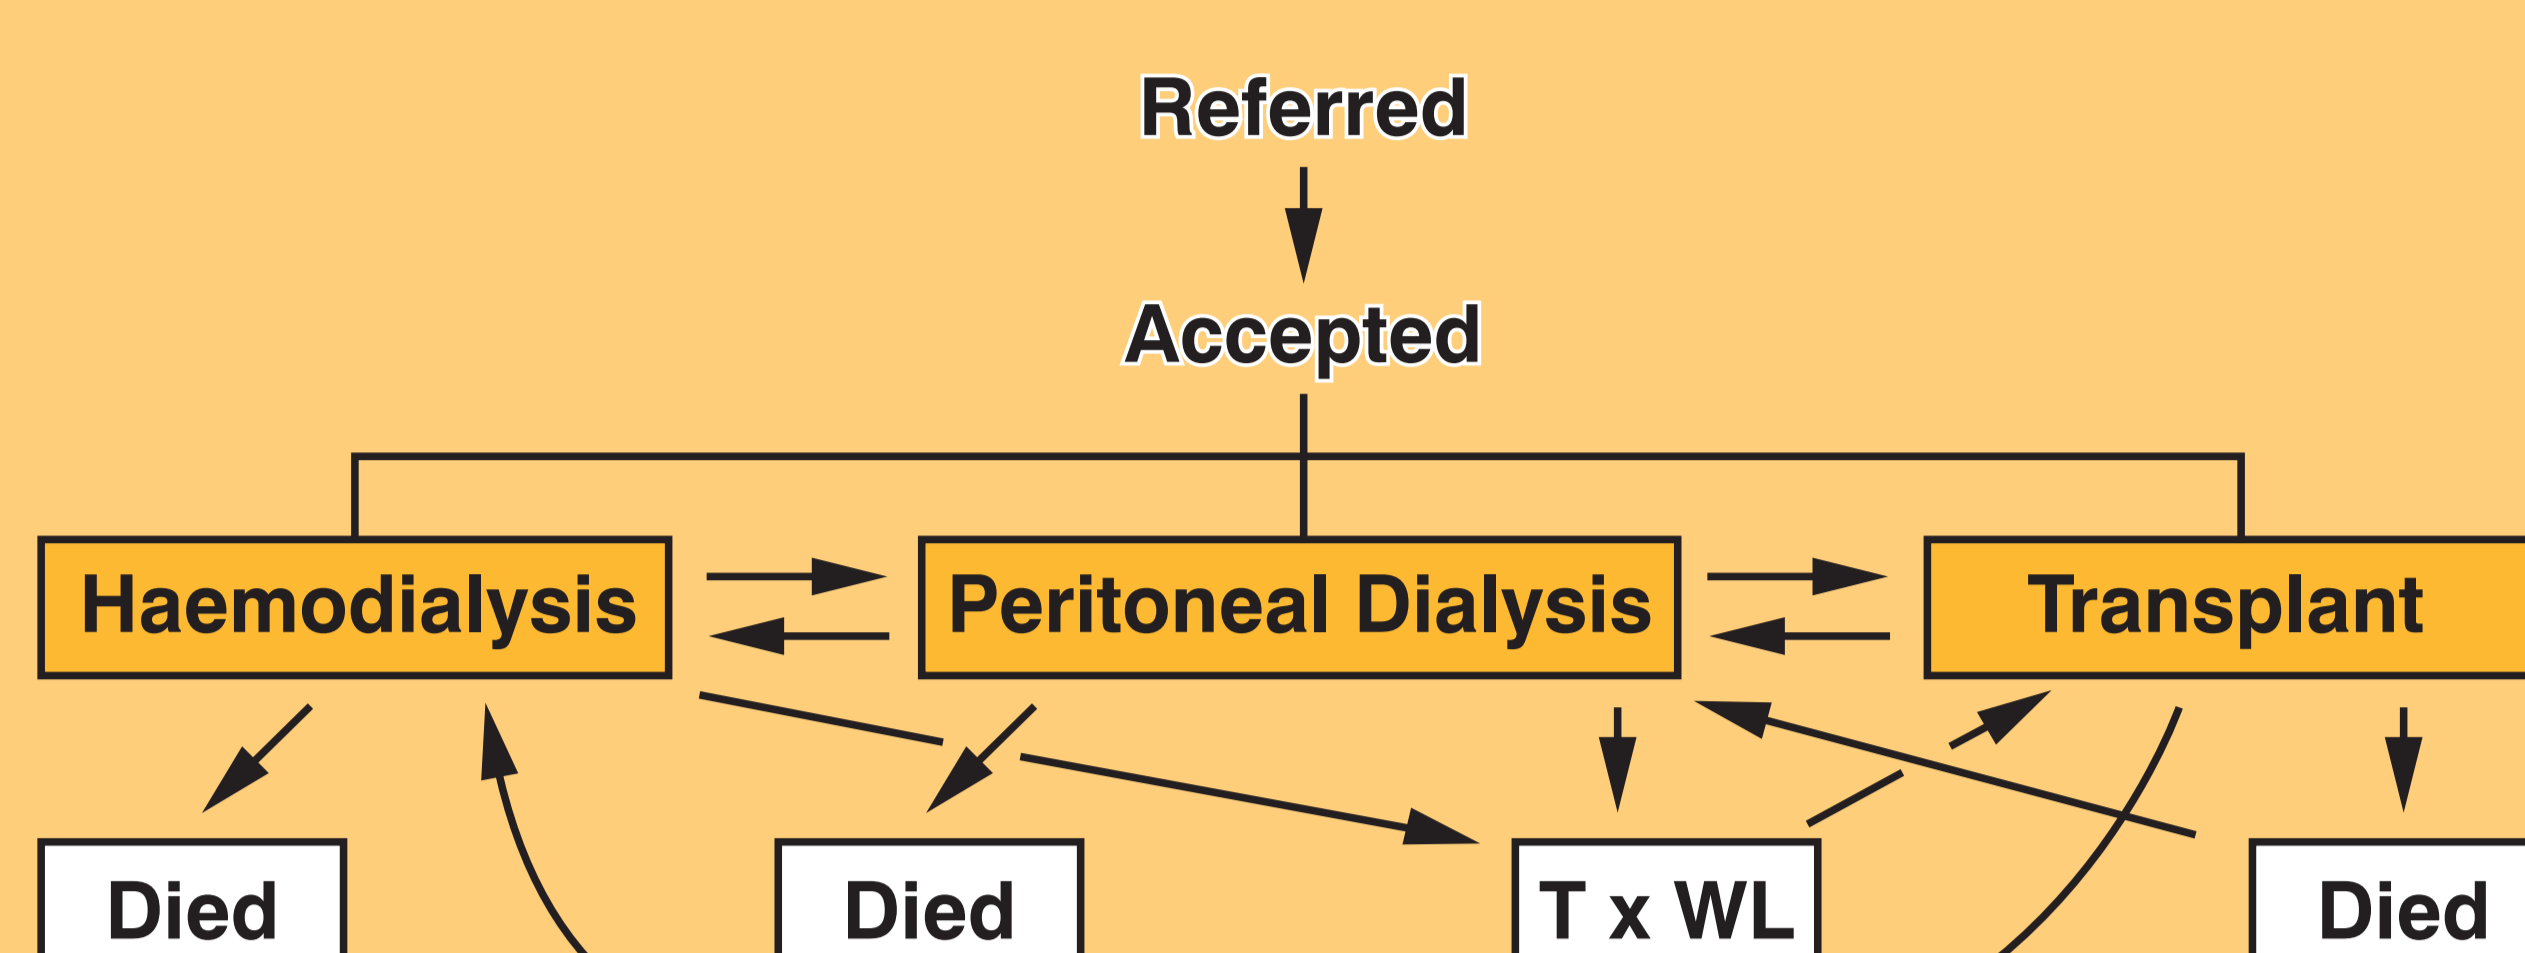 Referred
Accepted
Haemodialysis
Peritoneal Dialysis
Transplant
Died
Died
T x WL
Died